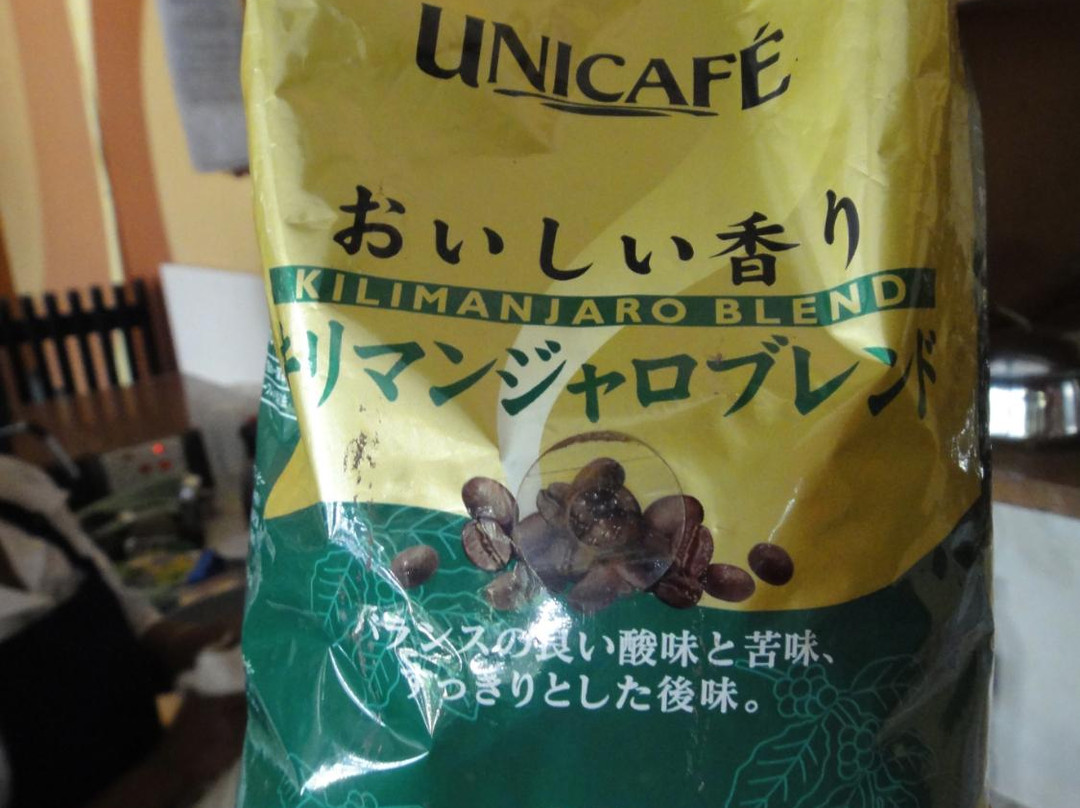 UNICAFÉ
おいしい香り
KILIMANJARO BLEND
キリマンジャロブレンド
バランスの良い酸味と苦味、
すっきりとした後味。